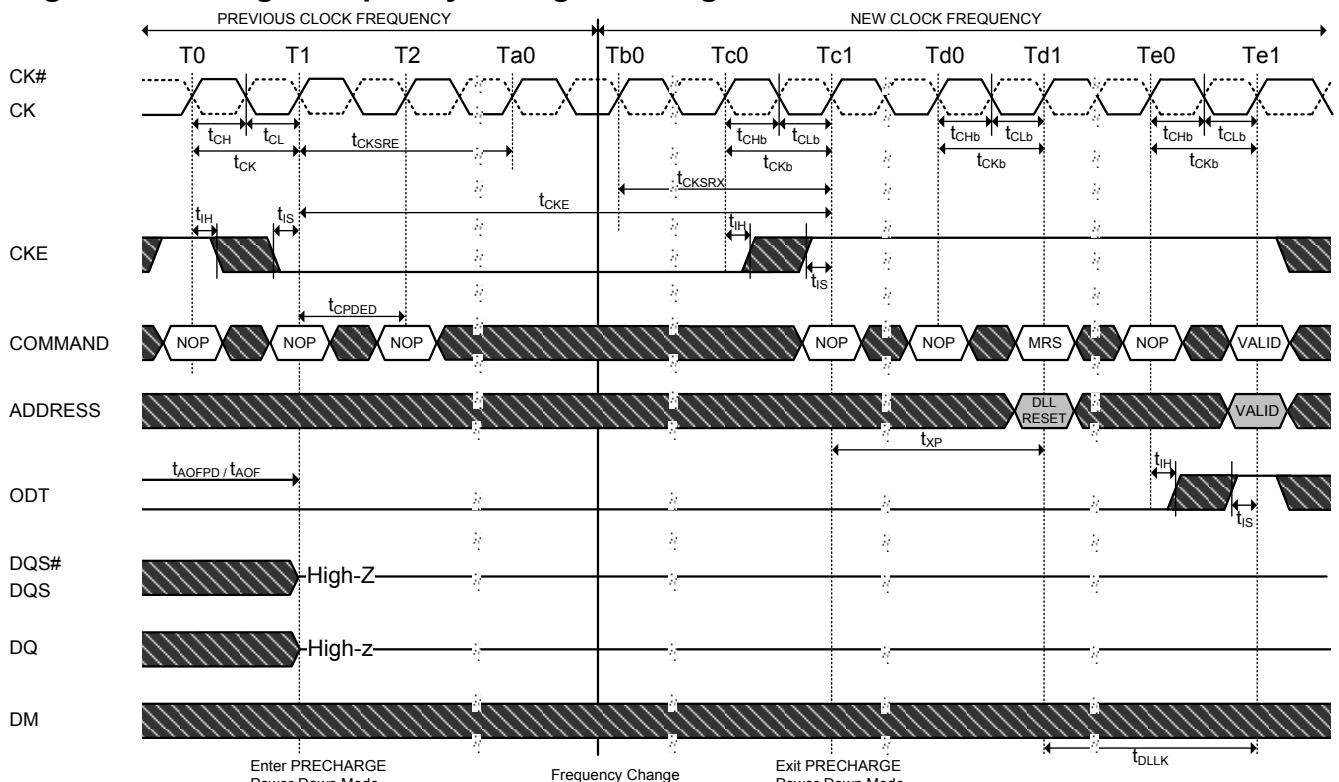 PREVIOUS CLOCK FREQUENCY
NEW CLOCK FREQUENCY
T0 T1 T2 Ta0 Tb0 Tc0 Tc1 Td0 Td1 Te0 Te1
CK#
CK
tCH tCL tCKSRE tCHb tCLb tCHb tCLb tCHb tCLb
tCK tCKb tCKb tCKb
tCKSRX
tCKE
tIH tIS tIH
CKE
tIS
tCPDED
COMMAND NOP NOP NOP NOP NOP MRS NOP VALID
ADDRESS DLL RESET VALID
tXP
tAOFPD / tAOF tIH
ODT
tIS
DQS#
DQS
High-Z
DQ High-z
DM
tDLLK
Enter PRECHARGE
Frequency Change
Exit PRECHARGE